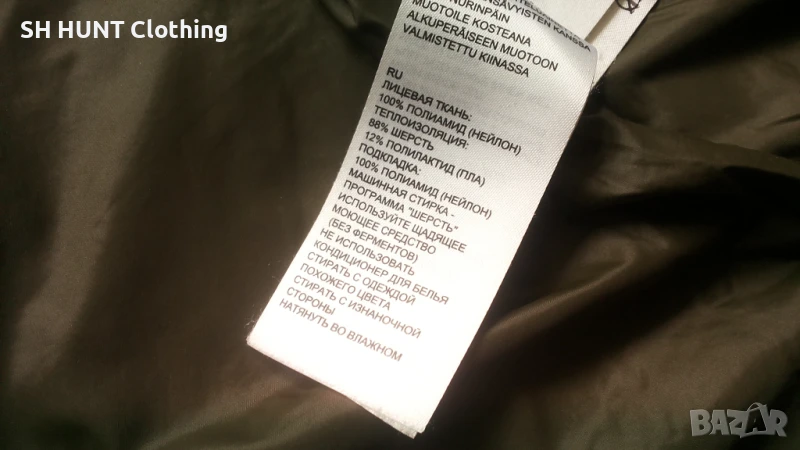 SH HUNT Clothing
NURINPÄIN
MUOTOILE KOSTEANA
ALKUPERÄISEEN MUOTOON
VALMISTETTU KIINASSA
RU
ЛИЦЕВАЯ ТКАНЬ:
100% ПОЛИАМИД (НЕЙЛОН)
ТЕПЛОИЗОЛЯЦИЯ:
88% ШЕРСТЬ
12% ПОЛИЛАКТИД (ПЛА)
ПОДКЛАДКА:
100% ПОЛИАМИД (НЕЙЛОН)
МАШИННАЯ СТИРКА -
ПРОГРАММА "ШЕРСТЬ"
ИСПОЛЬЗУЙТЕ ЩАДЯЩЕЕ
МОЮЩЕЕ СРЕДСТВО
(БЕЗ ФЕРМЕНТОВ)
НЕ ИСПОЛЬЗОВАТЬ
КОНДИЦИОНЕР ДЛЯ БЕЛЬЯ
СТИРАТЬ С ОДЕЖДОЙ
ПОХОЖЕГО ЦВЕТА
СТИРАТЬ С ИЗНАНОЧНОЙ
СТОРОНЫ
НАТЯНУТЬ ВО ВЛАЖНОМ
BAZAR